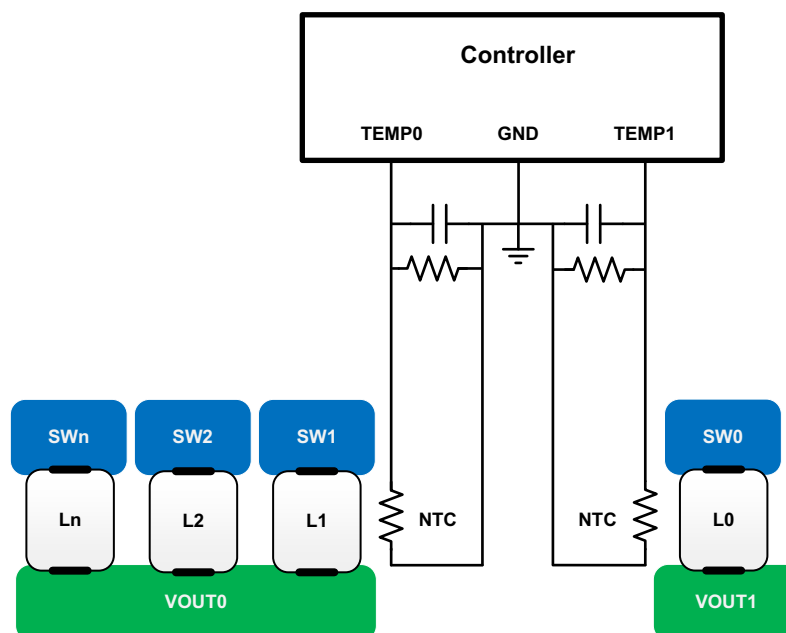 Controller
TEMP0 GND TEMP1
SWn SW2 SW1 SW0
Ln L2 L1 NTC NTC L0
VOUT0 VOUT1